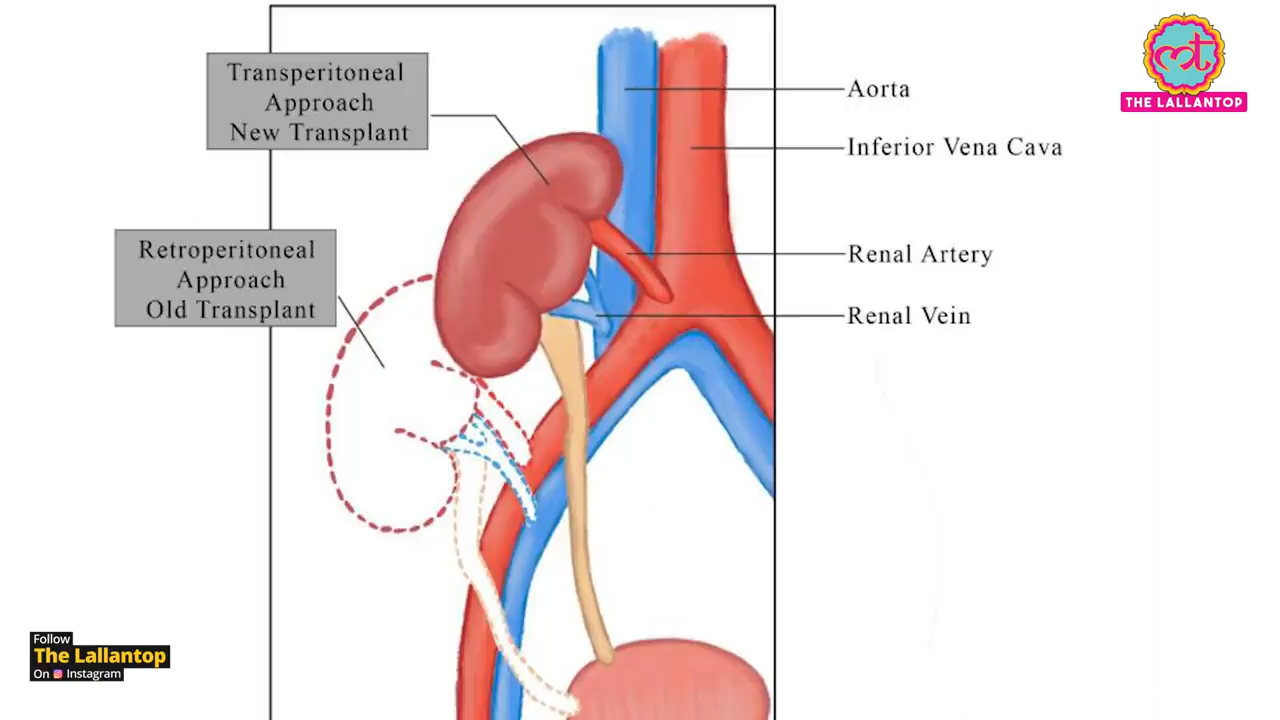 Transperitoneal
Approach
New Transplant
Retroperitoneal
Approach
Old Transplant
Aorta
Inferior Vena Cava
Renal Artery
Renal Vein
THE LALLANTOP
Follow
The Lallantop
On Instagram